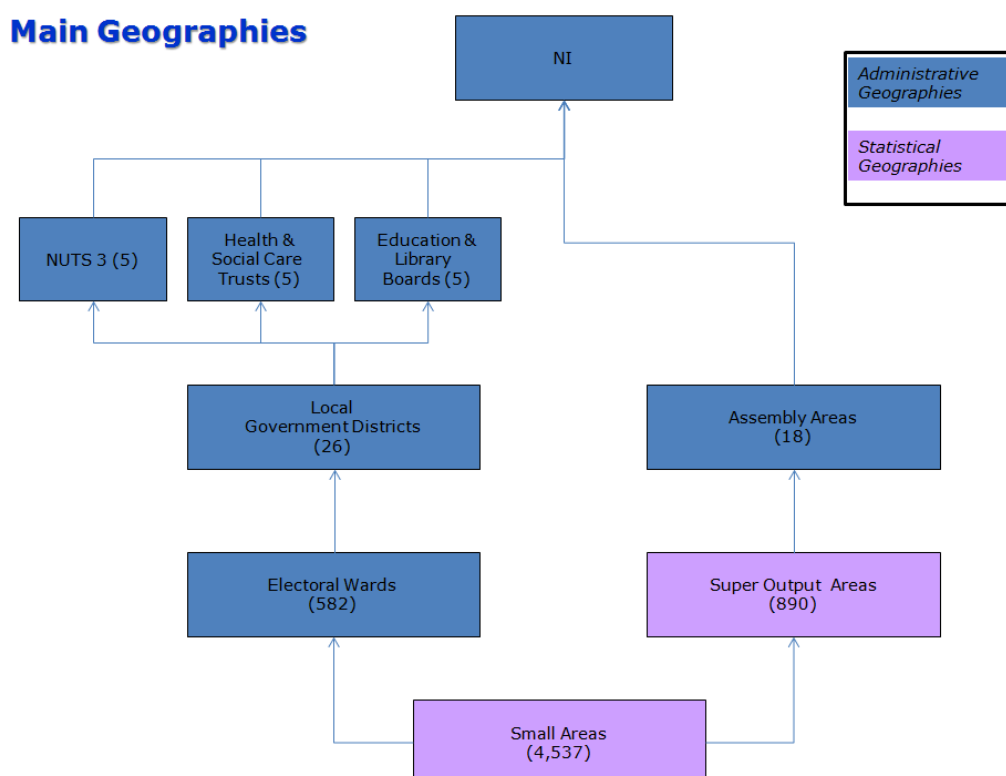 Main Geographies
NI
Administrative
Geographies
Statistical
Geographies
NUTS 3 (5)
Health &
Social Care
Trusts (5)
Education &
Library
Boards (5)
Local
Government Districts
(26)
Assembly Areas
(18)
Electoral Wards
(582)
Super Output Areas
(890)
Small Areas
(4,537)